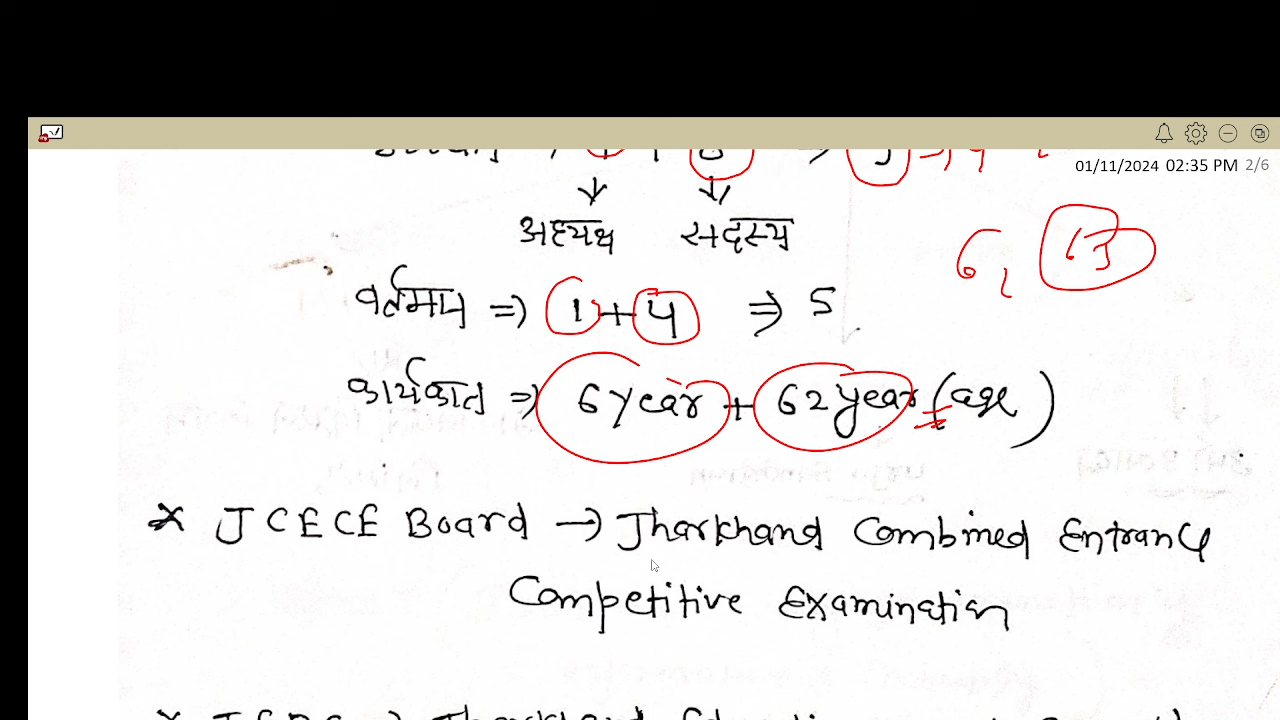 01/11/2024 02:35 PM 2/6
अध्यक्ष सदस्य
6, 63
वर्तमान => 1 + 4 => 5
कार्यकाल => 6 year + 62 year (age)
* JCECE Board -> Jharkhand Combined Entrance
Competitive Examination